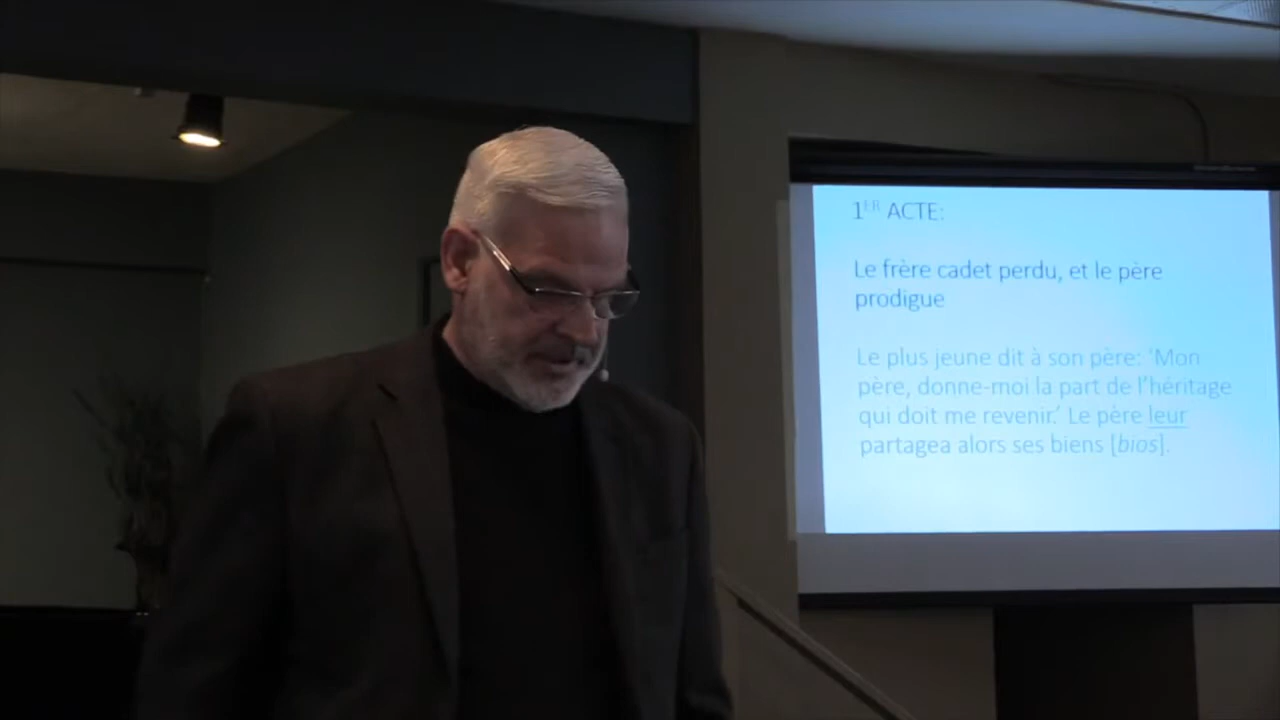 1ER ACTE:
Le frère cadet perdu, et le père
prodigue
Le plus jeune dit à son père: ‘Mon
père, donne-moi la part de l’héritage
qui doit me revenir.’ Le père leur
partagea alors ses biens [bios].